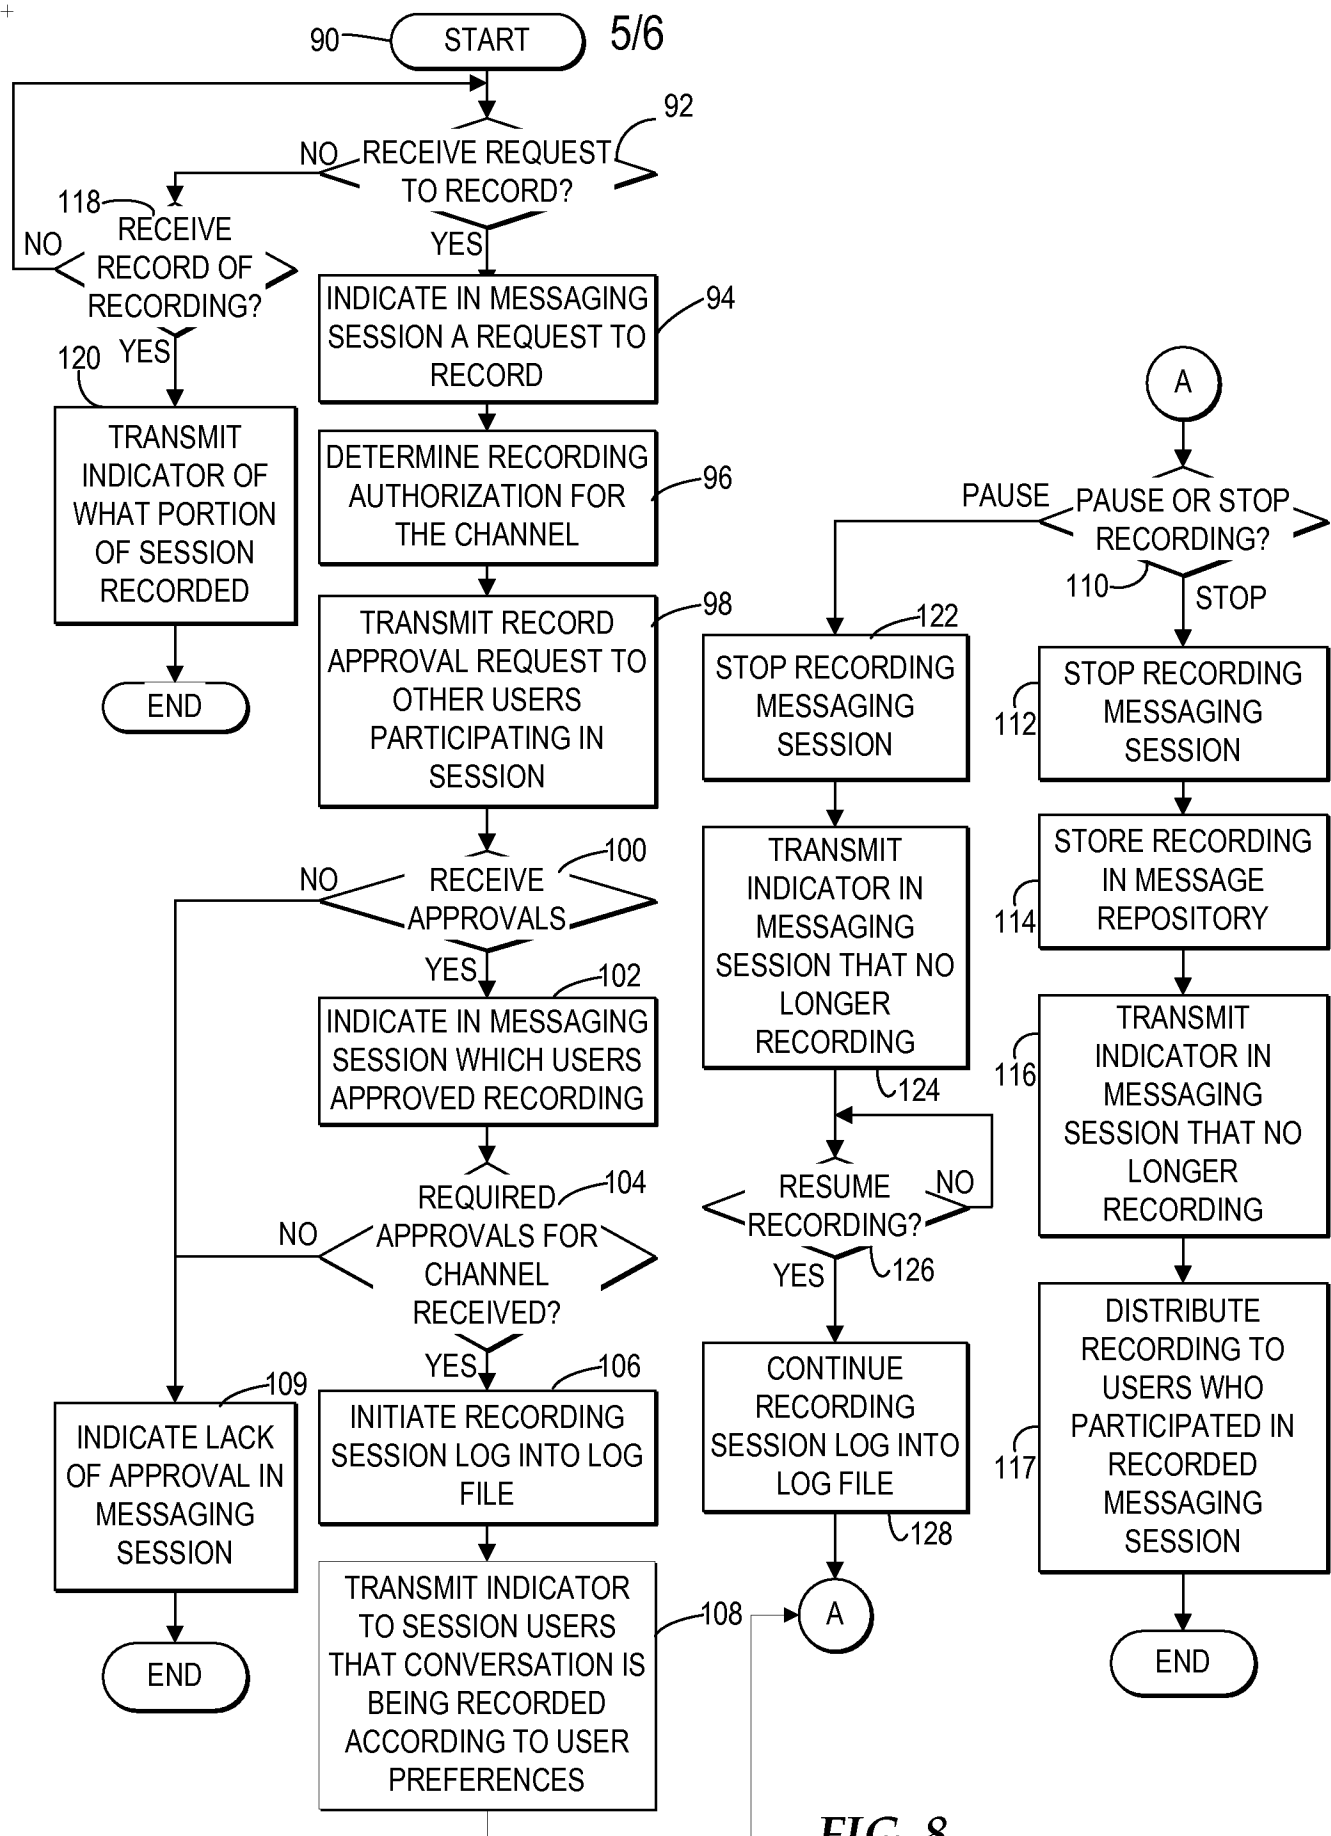 5/6
90
START
92
RECEIVE REQUEST
TO RECORD?
NO
YES
118
RECEIVE
RECORD OF
RECORDING?
NO
YES
120
TRANSMIT
INDICATOR OF
WHAT PORTION
OF SESSION
RECORDED
END
INDICATE IN MESSAGING
SESSION A REQUEST TO
RECORD
94
DETERMINE RECORDING
AUTHORIZATION FOR
THE CHANNEL
96
TRANSMIT RECORD
APPROVAL REQUEST TO
OTHER USERS
PARTICIPATING IN
SESSION
98
100
RECEIVE
APPROVALS
NO
YES
102
INDICATE IN MESSAGING
SESSION WHICH USERS
APPROVED RECORDING
104
REQUIRED
APPROVALS FOR
CHANNEL
RECEIVED?
NO
YES
109
INDICATE LACK
OF APPROVAL IN
MESSAGING
SESSION
END
106
INITIATE RECORDING
SESSION LOG INTO LOG
FILE
TRANSMIT INDICATOR
TO SESSION USERS
THAT CONVERSATION IS
BEING RECORDED
ACCORDING TO USER
PREFERENCES
108
A
PAUSE OR STOP
RECORDING?
PAUSE
110
STOP
122
STOP RECORDING
MESSAGING
SESSION
TRANSMIT
INDICATOR IN
MESSAGING
SESSION THAT NO
LONGER
RECORDING
124
RESUME
RECORDING?
NO
126
YES
CONTINUE
RECORDING
SESSION LOG INTO
LOG FILE
128
A
STOP RECORDING
MESSAGING
SESSION
112
STORE RECORDING
IN MESSAGE
REPOSITORY
114
TRANSMIT
INDICATOR IN
MESSAGING
SESSION THAT NO
LONGER
RECORDING
116
DISTRIBUTE
RECORDING TO
USERS WHO
PARTICIPATED IN
RECORDED
MESSAGING
SESSION
117
END
FIG. 8